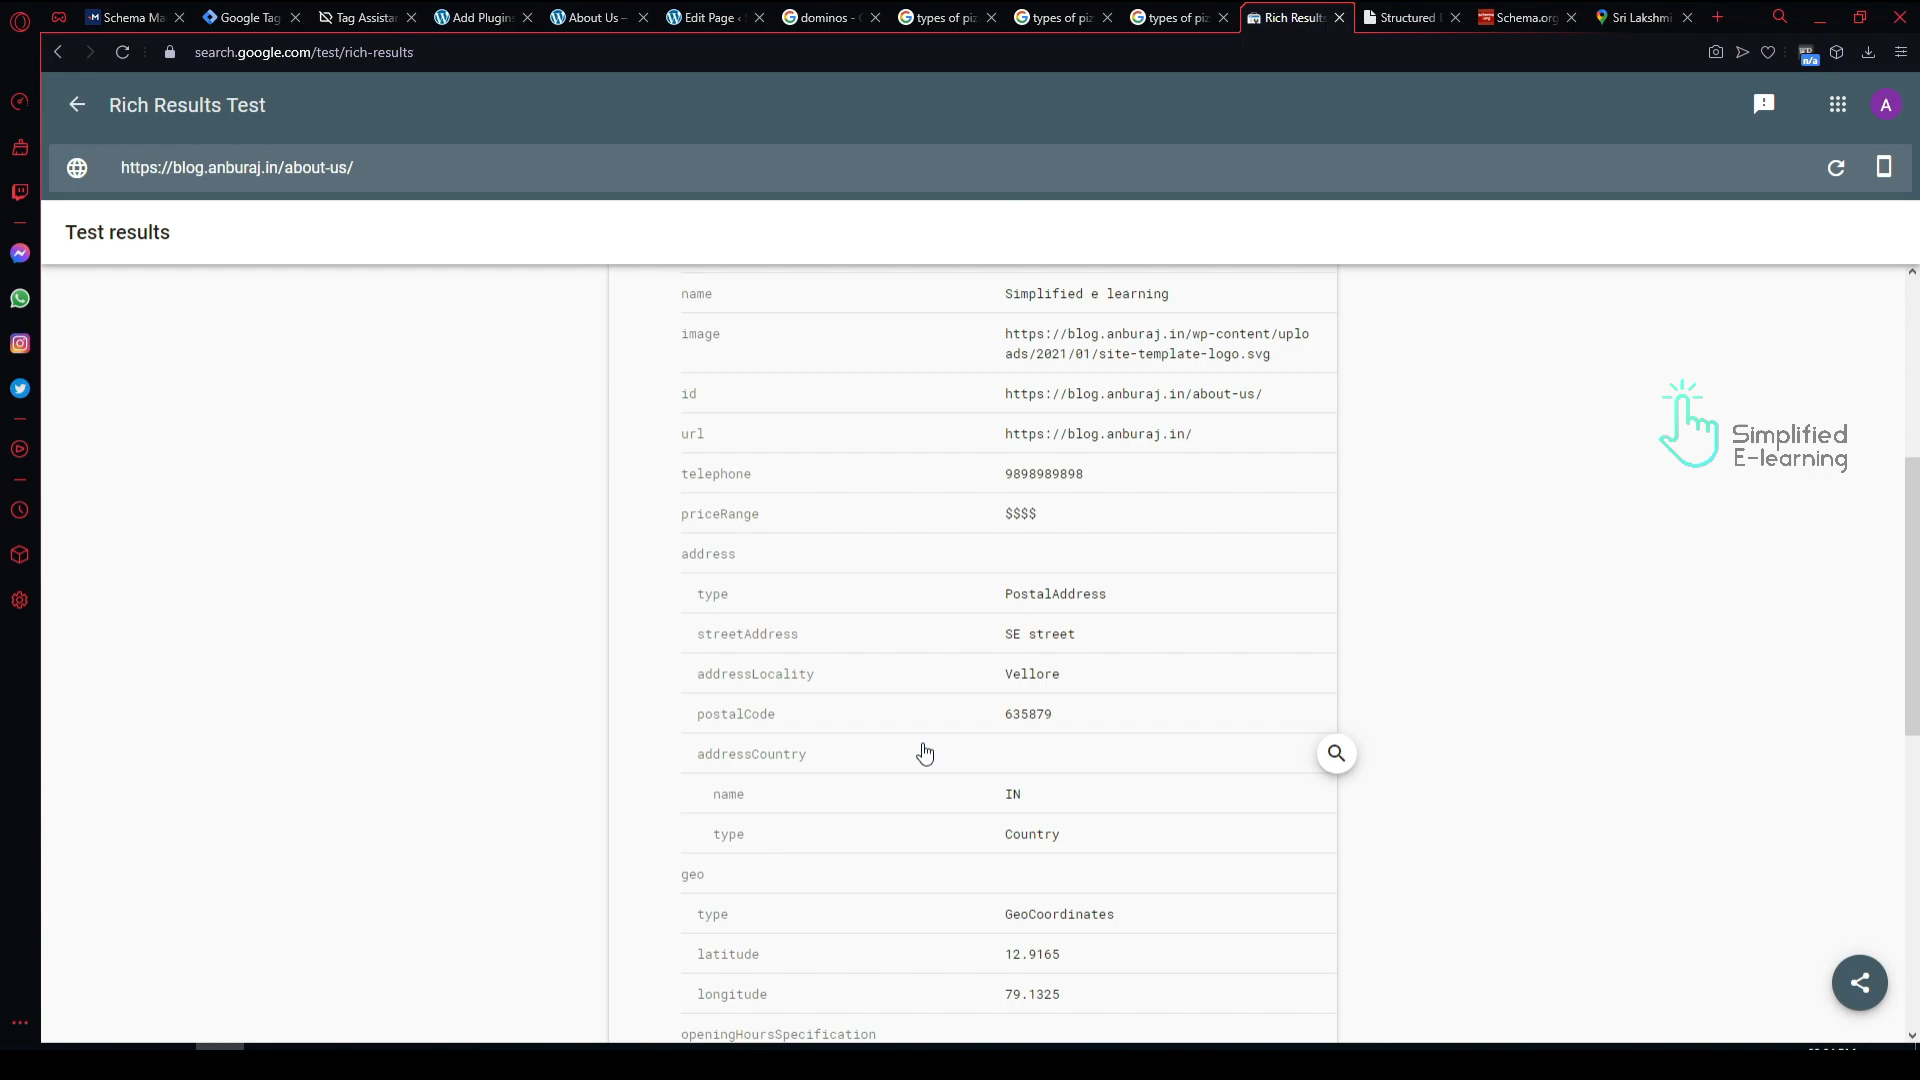 Schema Ma
Google Tag
Tag Assistan
Add Plugins
About Us –
Edit Page ‹
dominos -
types of piz
types of piz
types of piz
Rich Results
Structured
Schema.org
Sri Lakshmi
search.google.com/test/rich-results
n/a
Rich Results Test
A
https://blog.anburaj.in/about-us/
Test results
name Simplified e learning
image https://blog.anburaj.in/wp-content/uplo
ads/2021/01/site-template-logo.svg
id https://blog.anburaj.in/about-us/
url https://blog.anburaj.in/
telephone 9898989898
priceRange $$$$
address
type PostalAddress
streetAddress SE street
addressLocality Vellore
postalCode 635879
addressCountry
name IN
type Country
geo
type GeoCoordinates
latitude 12.9165
longitude 79.1325
openingHoursSpecification
Simplified
E-learning